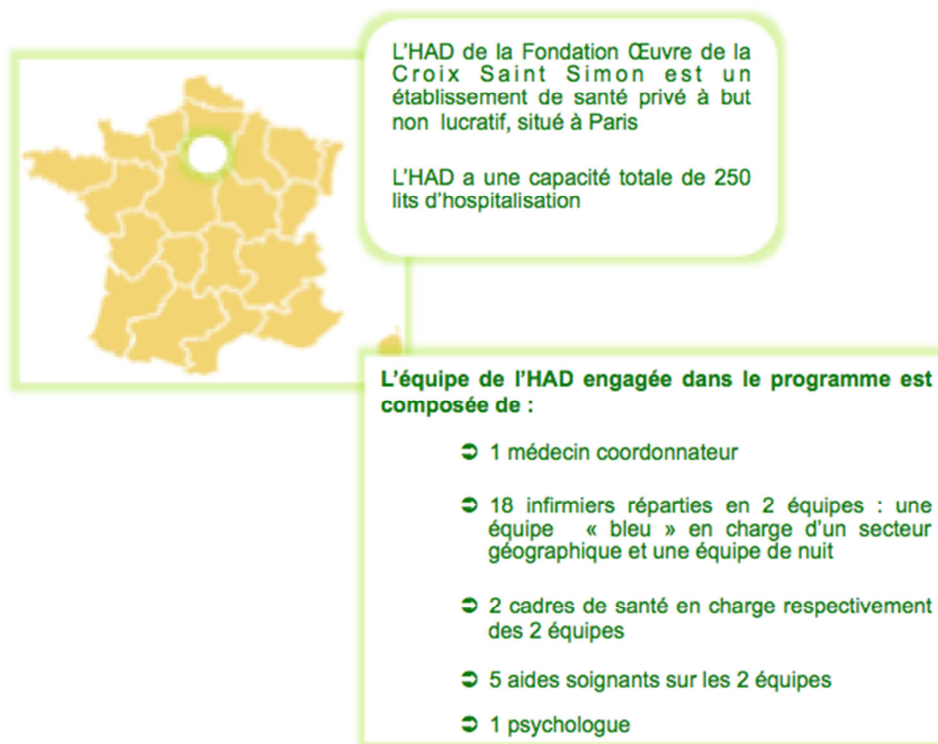 L'HAD de la Fondation Œuvre de la
Croix Saint Simon est un
établissement de santé privé à but
non lucratif, situé à Paris
L'HAD a une capacité totale de 250
lits d'hospitalisation
L'équipe de l'HAD engagée dans le programme est
composée de :
➲ 1 médecin coordonnateur
➲ 18 infirmiers réparties en 2 équipes : une
équipe « bleu » en charge d'un secteur
géographique et une équipe de nuit
➲ 2 cadres de santé en charge respectivement
des 2 équipes
➲ 5 aides soignants sur les 2 équipes
➲ 1 psychologue